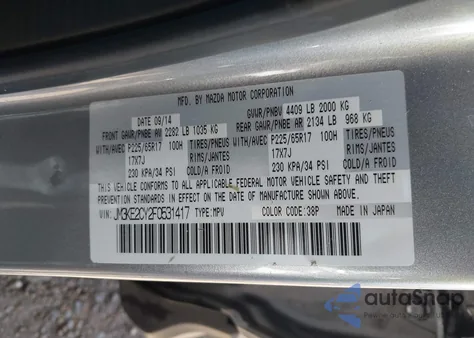 MFD. BY MAZDA MOTOR CORPORATION
DATE 09/14 GVWR/PNBV 4409 LB 2000 KG
FRONT GAWR/PNBE AV 2282 LB 1035 KG REAR GAWR/PNBE AR 2134 LB 968 KG
WITH/AVEC P225/65R17 100H TIRES/PNEUS WITH/AVEC P225/65R17 100H TIRES/PNEUS
17X7J RIMS/JANTES 17X7J RIMS/JANTES
230 KPA/34 PSI COLD/A FROID 230 KPA/34 PSI COLD/A FROID
THIS VEHICLE CONFORMS TO ALL APPLICABLE FEDERAL MOTOR VEHICLE SAFETY, BUMPER, AND THEFT
PREVENTION STANDARDS IN EFFECT ON THE DATE OF MANUFACTURE SHOWN ABOVE.
VIN: JM3KE2CY2F0531417 TYPE:MPV COLOR CODE:38P MADE IN JAPAN
autoSnap